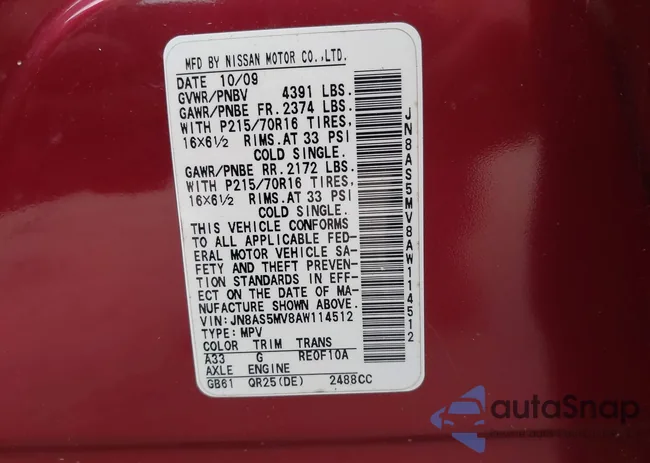 MFD BY NISSAN MOTOR CO.,LTD.
DATE 10/09
GVWR/PNBV 4391 LBS.
GAWR/PNBE FR. 2374 LBS.
WITH P215/70R16 TIRES,
16X6½ RIMS. AT 33 PSI
COLD SINGLE.
GAWR/PNBE RR. 2172 LBS.
WITH P215/70R16 TIRES,
16X6½ RIMS. AT 33 PSI
COLD SINGLE.
THIS VEHICLE CONFORMS
TO ALL APPLICABLE FED-
ERAL MOTOR VEHICLE SA-
FETY AND THEFT PREVEN-
TION STANDARDS IN EFF-
ECT ON THE DATE OF MA-
NUFACTURE SHOWN ABOVE.
VIN: JN8AS5MV8AW114512
TYPE: MPV
COLOR TRIM TRANS
A33 G RE0F10A
AXLE ENGINE
GB61 QR25(DE) 2488CC
JN8AS5MV8AW114512
autoSnap